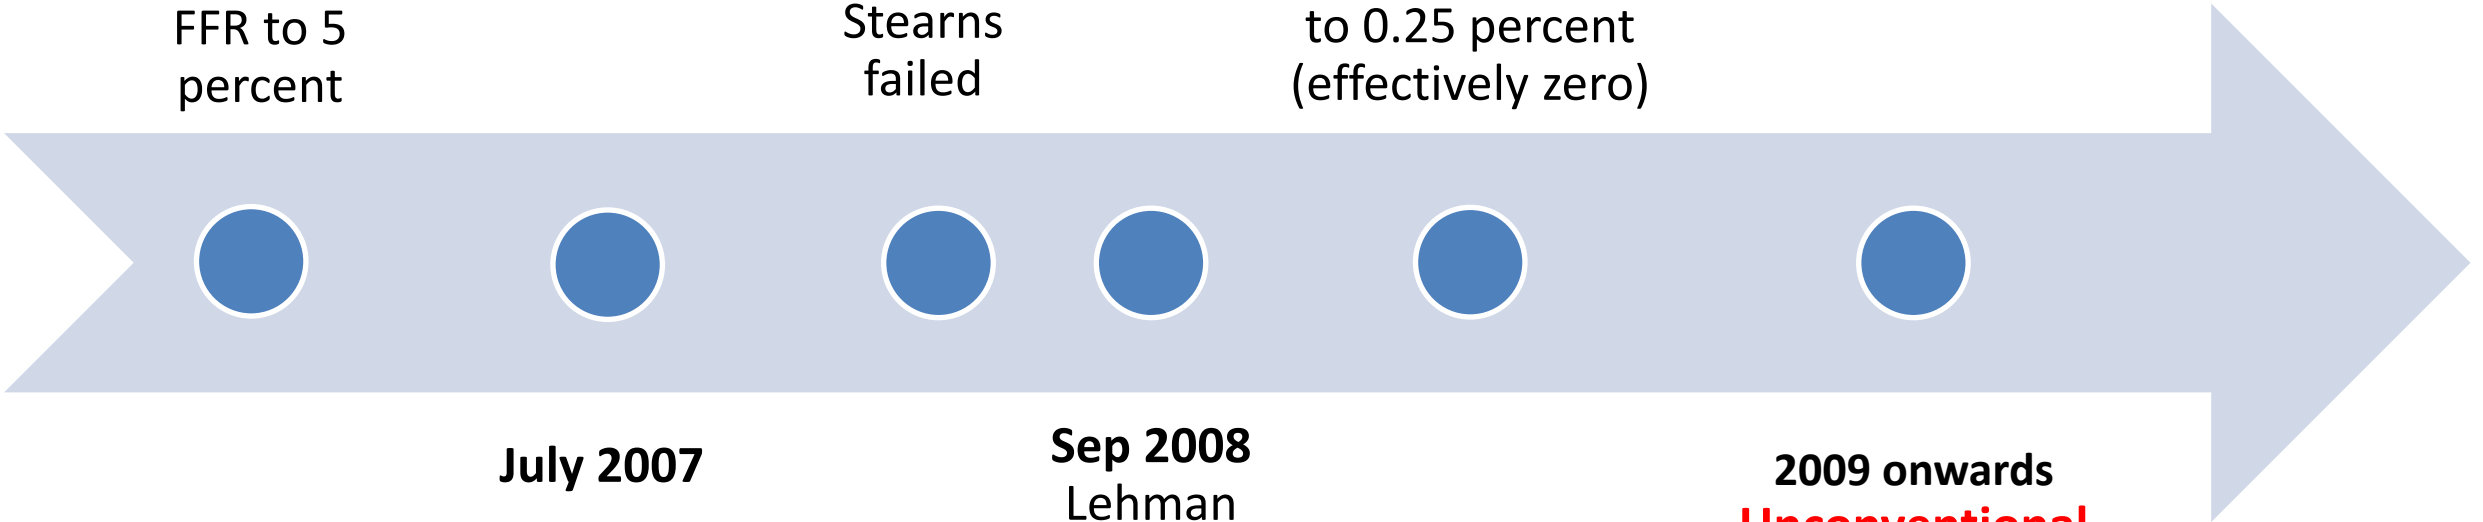 FFR to 5
percent
Stearns
failed
to 0.25 percent
(effectively zero)
July 2007
Sep 2008
Lehman
2009 onwards
Unconventional